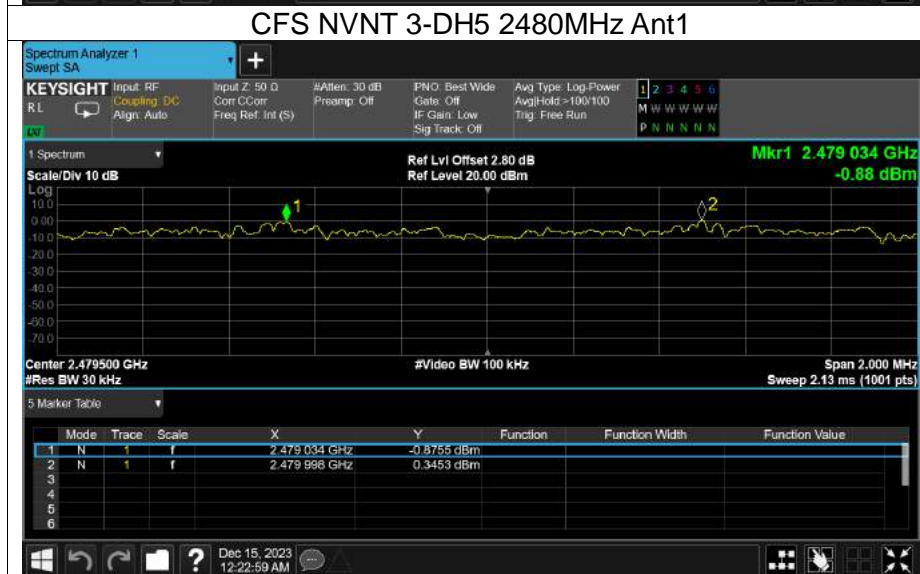 CFS NVNT 3-DH5 2480MHz Ant1
Spectrum Analyzer 1
Swept SA
+
KEYSIGHT Input: RF Input Z: 50 Ω #Atten: 30 dB PNO: Best Wide Avg Type: Log-Power 1 2 3 4 5 6
RL Coupling: DC Corr CCorr Preamp: Off Gate: Off Avg|Hold:>100/100 M W W W W W
Align: Auto Freq Ref: Int (S) IF Gain: Low Trig: Free Run
Sig Track: Off P N N N N N
1 Spectrum Ref Lvl Offset 2.80 dB Mkr1 2.479 034 GHz
Scale/Div 10 dB Ref Level 20.00 dBm -0.88 dBm
Log
10.0
0.00
-10.0
-20.0
-30.0
-40.0
-50.0
-60.0
-70.0
1
2
Center 2.479500 GHz #Video BW 100 kHz Span 2.000 MHz
#Res BW 30 kHz Sweep 2.13 ms (1001 pts)
5 Marker Table
Mode Trace Scale X Y Function Function Width Function Value
1 N 1 f 2.479 034 GHz -0.8755 dBm
2 N 1 f 2.479 998 GHz 0.3453 dBm
3
4
5
6
? Dec 15, 2023
12:22:59 AM